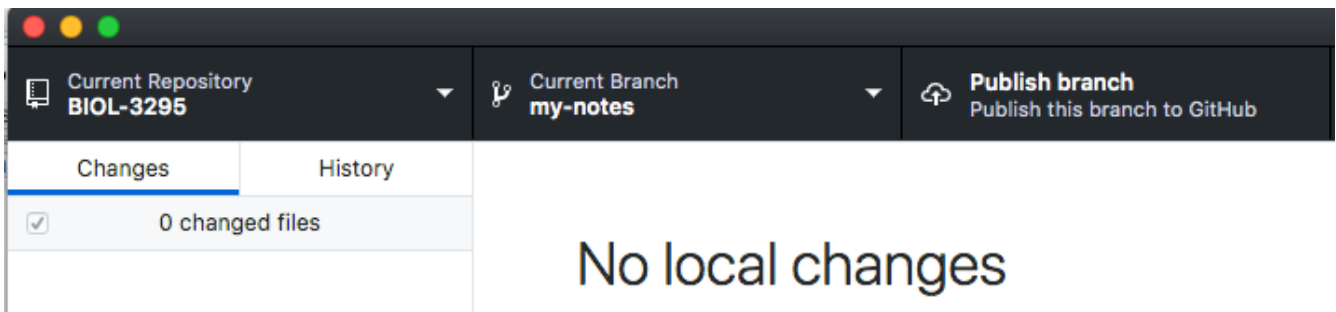 Current Repository
BIOL-3295
Current Branch
my-notes
Publish branch
Publish this branch to GitHub
Changes
History
0 changed files
No local changes